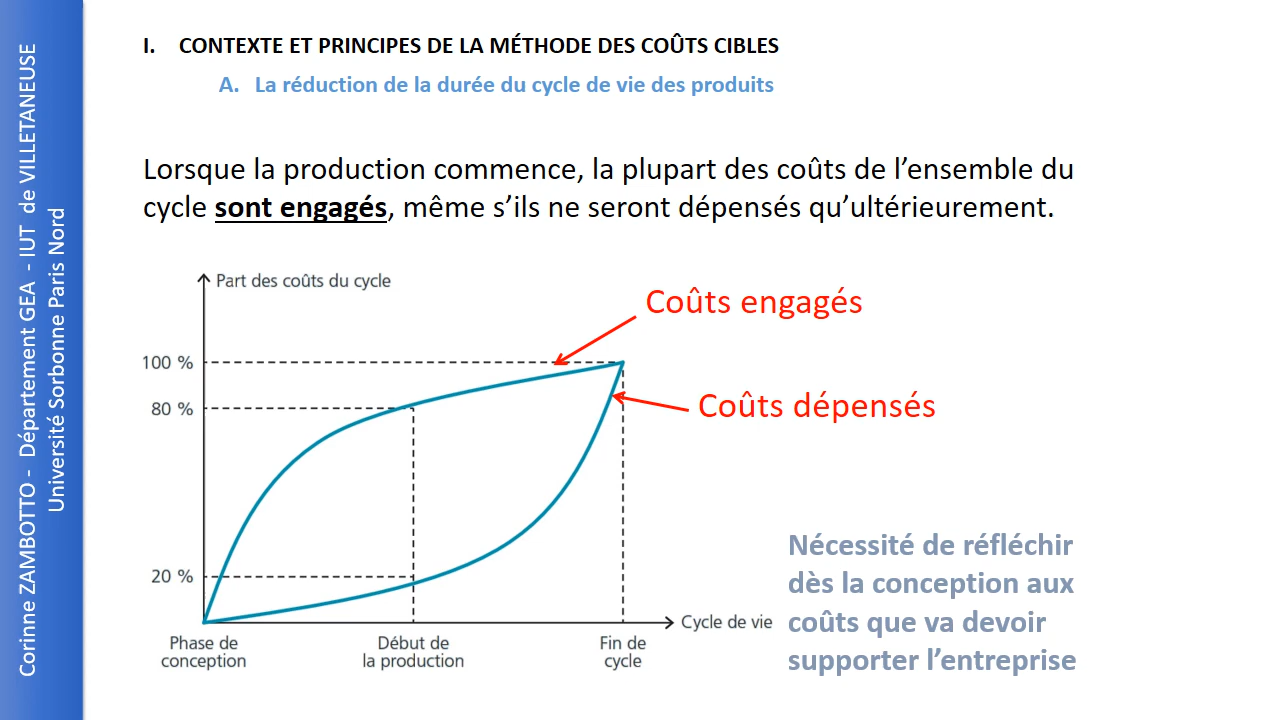 Corinne ZAMBOTTO - Département GEA - IUT de VILLETANEUSE
Université Sorbonne Paris Nord
I. CONTEXTE ET PRINCIPES DE LA MÉTHODE DES COÛTS CIBLES
A. La réduction de la durée du cycle de vie des produits
Lorsque la production commence, la plupart des coûts de l’ensemble du
cycle sont engagés, même s’ils ne seront dépensés qu’ultérieurement.
Part des coûts du cycle
Coûts engagés
100 %
80 %
Coûts dépensés
20 %
Cycle de vie
Phase de
conception
Début de
la production
Fin de
cycle
Nécessité de réfléchir
dès la conception aux
coûts que va devoir
supporter l’entreprise